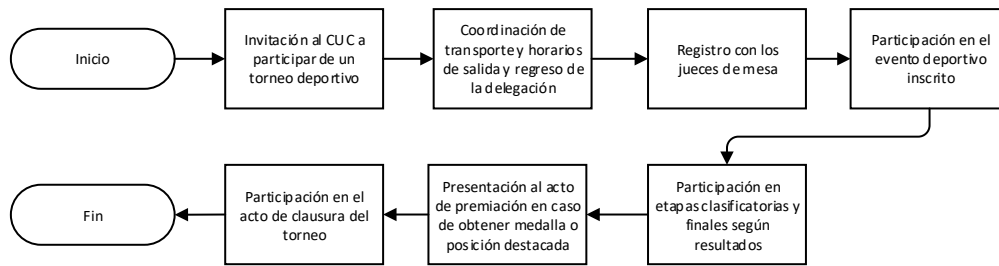 Inicio
Invitación al CUC a
participar de un
torneo deportivo
Coordinación de
transporte y horarios
de salida y regreso de
la delegación
Registro con los
jueces de mesa
Participación en el
evento deportivo
inscrito
Participación en
etapas clasificatorias y
finales según
resultados
Presentación al acto
de premiación en caso
de obtener medalla o
posición destacada
Participación en el
acto de clausura del
torneo
Fin